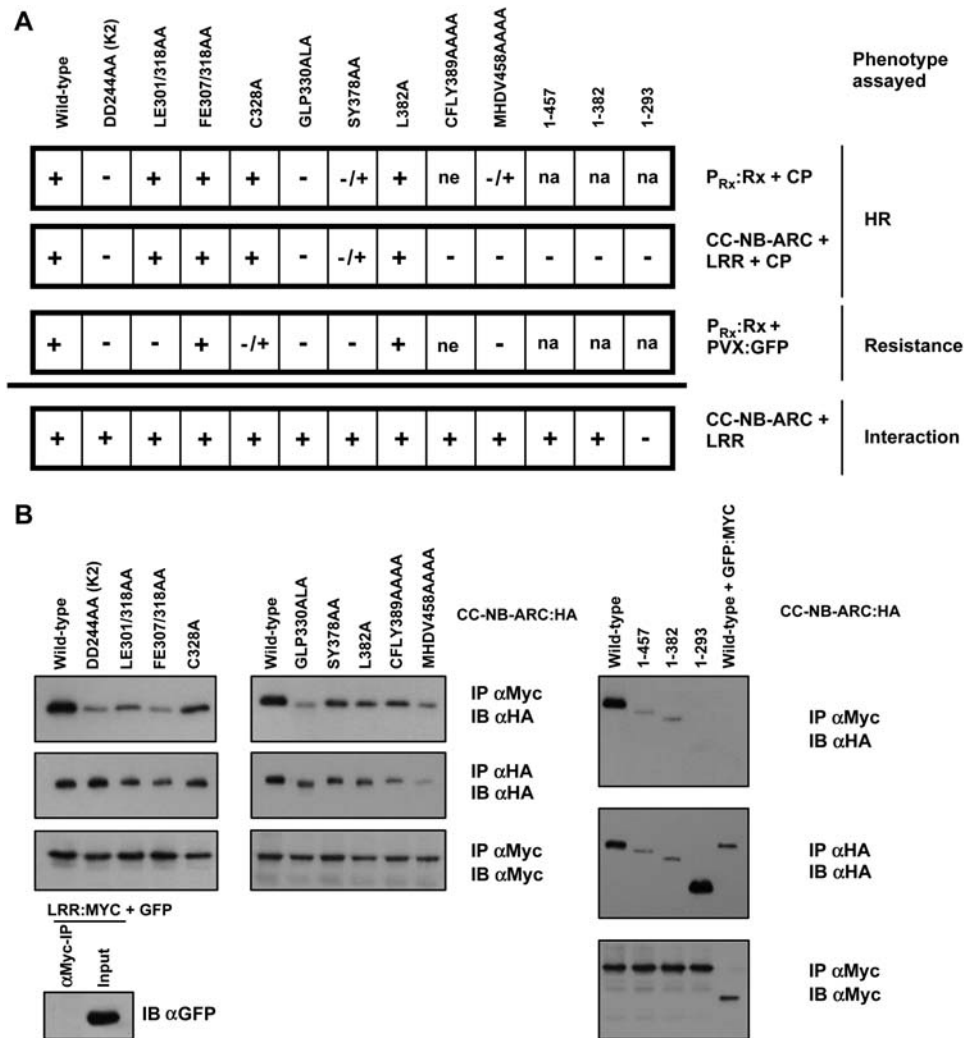 A
Wild-type
DD244AA (K2)
LE301/318AA
FE307/318AA
C328A
GLP330ALA
SY378AA
L382A
CFLY389AAAA
MHDV458AAAA
1-457
1-382
1-293
Phenotype
assayed
+ - + + + - -/+ + ne -/+ na na na
P_Rx:Rx + CP
HR
+ - + + + - -/+ + - - - - -
CC-NB-ARC +
LRR + CP
+ - - + -/+ - - + ne - na na na
P_Rx:Rx +
PVX:GFP
Resistance
+ + + + + + + + + + + + -
CC-NB-ARC +
LRR
Interaction
B
Wild-type
DD244AA (K2)
LE301/318AA
FE307/318AA
C328A
Wild-type
GLP330ALA
SY378AA
L382A
CFLY389AAAA
MHDV458AAAA
CC-NB-ARC:HA
IP αMyc
IB αHA
IP αHA
IB αHA
IP αMyc
IB αMyc
LRR:MYC + GFP
αMyc-IP
Input
IB αGFP
Wild-type
1-457
1-382
1-293
Wild-type + GFP:MYC
CC-NB-ARC:HA
IP αMyc
IB αHA
IP αHA
IB αHA
IP αMyc
IB αMyc